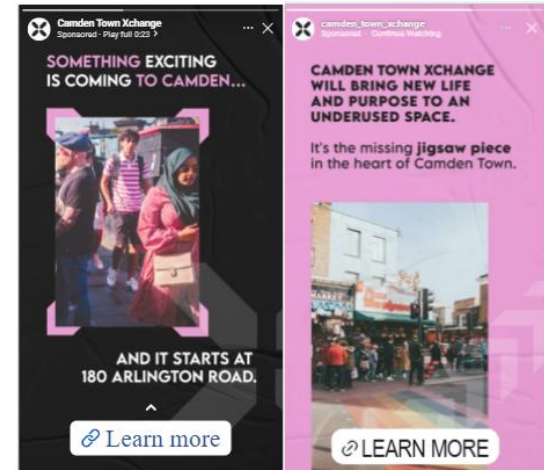 Camden Town Xchange
Sponsored · Play full 0:23 >
SOMETHING EXCITING
IS COMING TO CAMDEN...
AND IT STARTS AT
180 ARLINGTON ROAD.
Learn more
camden_town_xchange
Sponsored · Continue Watching
CAMDEN TOWN XCHANGE
WILL BRING NEW LIFE
AND PURPOSE TO AN
UNDERUSED SPACE.
It's the missing jigsaw piece
in the heart of Camden Town.
LEARN MORE